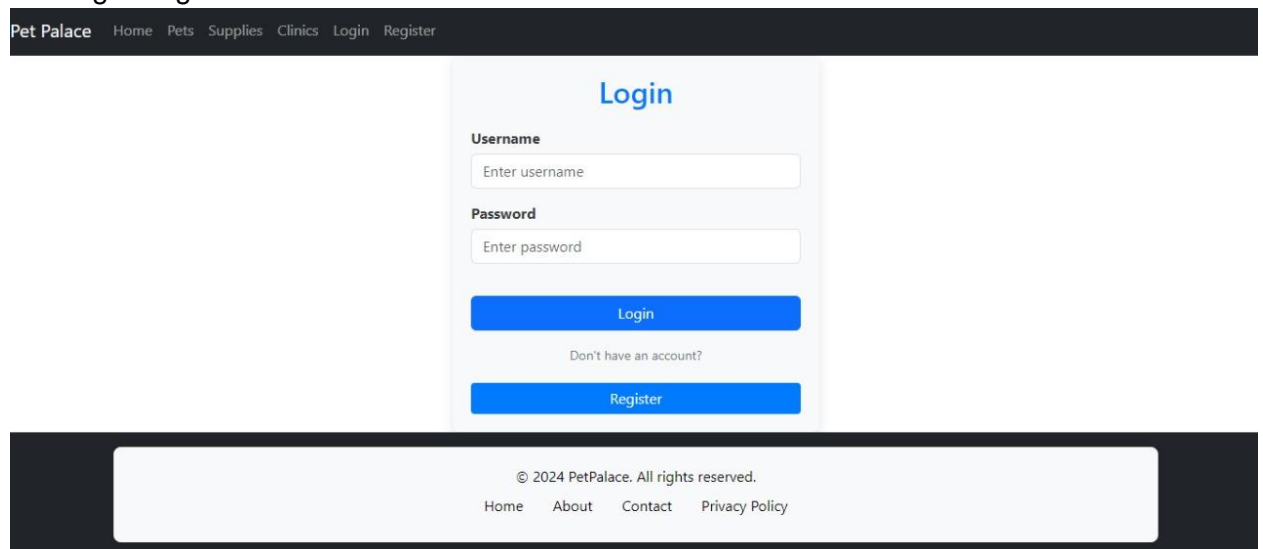 Pet Palace Home Pets Supplies Clinics Login Register
Login
Username
Enter username
Password
Enter password
Login
Don't have an account?
Register
© 2024 PetPalace. All rights reserved.
Home About Contact Privacy Policy